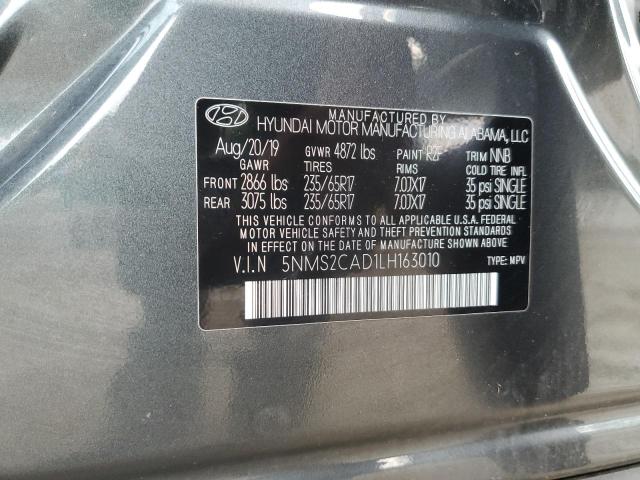 MANUFACTURED BY
HYUNDAI MOTOR MANUFACTURING ALABAMA, LLC
Aug/20/19 GVWR 4872 lbs PAINT R2F TRIM NNB
GAWR TIRES RIMS COLD TIRE INFL
FRONT 2866 lbs 235/65R17 7.0JX17 35 psi SINGLE
REAR 3075 lbs 235/65R17 7.0JX17 35 psi SINGLE
THIS VEHICLE CONFORMS TO ALL APPLICABLE U.S.A. FEDERAL
MOTOR VEHICLE SAFETY AND THEFT PREVENTION STANDARDS
IN EFFECT ON THE DATE OF MANUFACTURE SHOWN ABOVE.
V.I.N 5NMS2CAD1LH163010 TYPE: MPV